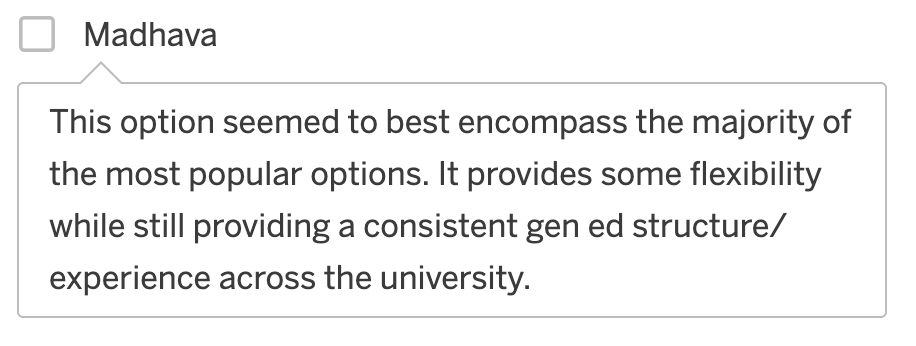 Madhava
This option seemed to best encompass the majority of
the most popular options. It provides some flexibility
while still providing a consistent gen ed structure/
experience across the university.